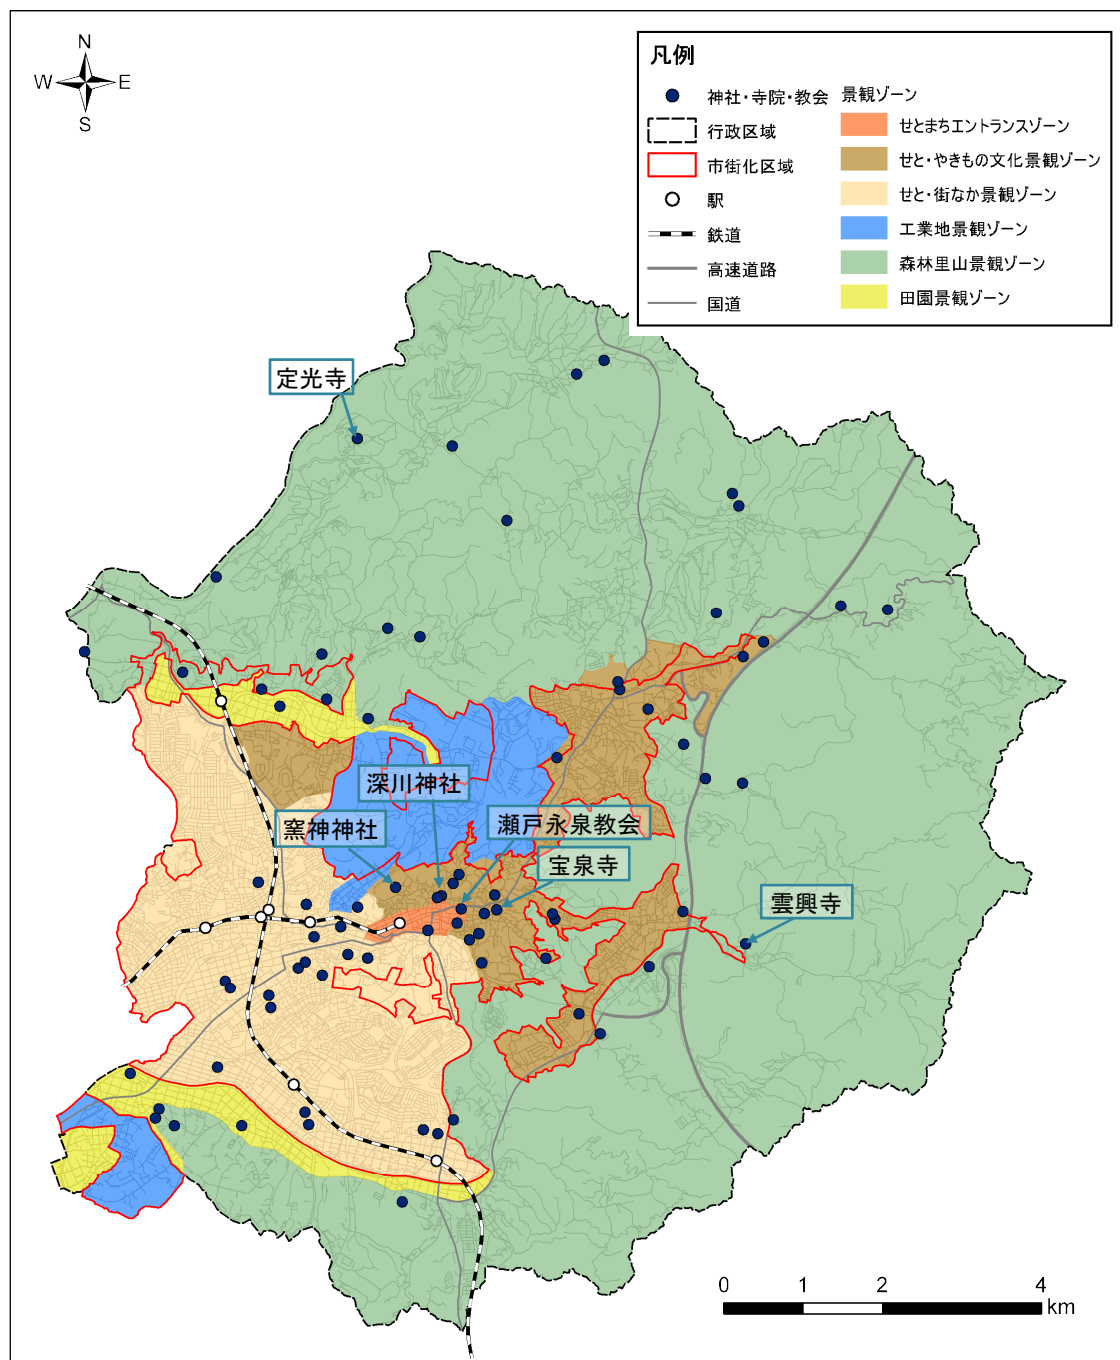 N
W E
S
凡例
神社・寺院・教会
行政区域
市街化区域
駅
鉄道
高速道路
国道
景観ゾーン
せとまちエントランスゾーン
せと・やきもの文化景観ゾーン
せと・街なか景観ゾーン
工業地景観ゾーン
森林里山景観ゾーン
田園景観ゾーン
定光寺
深川神社
窯神神社
瀬戸永泉教会
宝泉寺
雲興寺
0 1 2 4
km